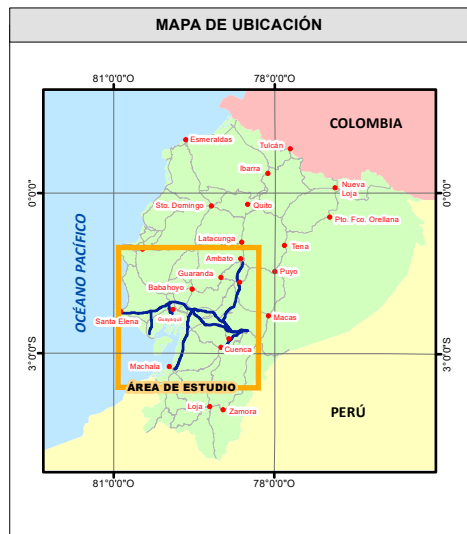 MAPA DE UBICACIÓN
81°0'0"O
78°0'0"O
COLOMBIA
Esmeraldas
Tulcán
Ibarra
Nueva
Loja
0°0'0"
0°0'0"
Sto. Domingo
Quito
Pto. Fco. Orellana
OCÉANO PACÍFICO
Latacunga
Tena
Ambato
Guaranda
Puyo
Babahoyo
Santa Elena
Guayaquil
Macas
3°0'0"S
3°0'0"S
Cuenca
Machala
ÁREA DE ESTUDIO
Loja
Zamora
PERÚ
81°0'0"O
78°0'0"O